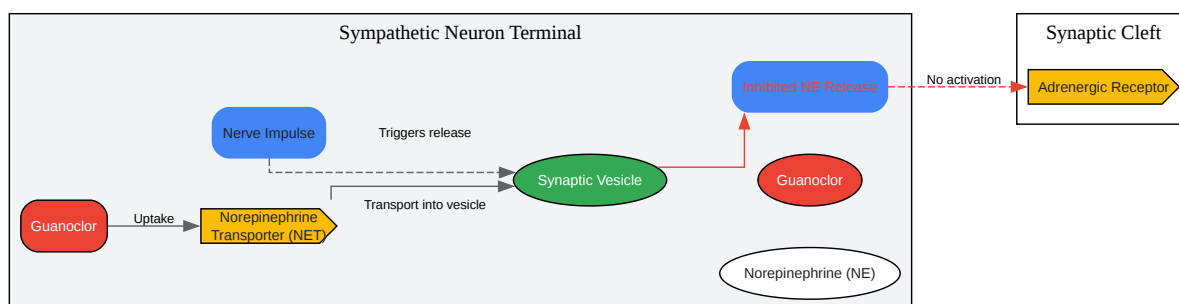 Sympathetic Neuron Terminal
Synaptic Cleft
Inhibited NE Release
No activation
Adrenergic Receptor
Nerve Impulse
Triggers release
Synaptic Vesicle
Guanoclor
Transport into vesicle
Guanoclor
Uptake
Norepinephrine
Transporter (NET)
Norepinephrine (NE)